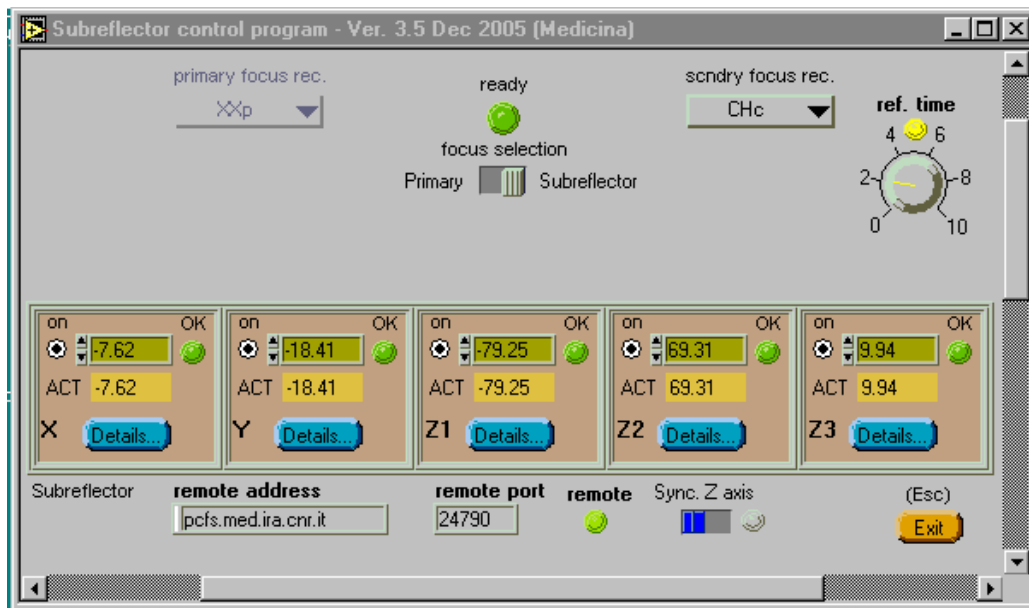 Subreflector control program - Ver. 3.5 Dec 2005 (Medicina)
primary focus rec. ready scndry focus rec.
XXp CHc ref. time
focus selection 4 6
Primary Subreflector 2 8
0 10
on OK on OK on OK on OK on OK
-7.62 -18.41 -79.25 69.31 9.94
ACT -7.62 ACT -18.41 ACT -79.25 ACT 69.31 ACT 9.94
X Details... Y Details... Z1 Details... Z2 Details... Z3 Details...
Subreflector remote address remote port remote Sync. Z axis (Esc)
pcfs.med.ira.cnr.it 24790 Exit